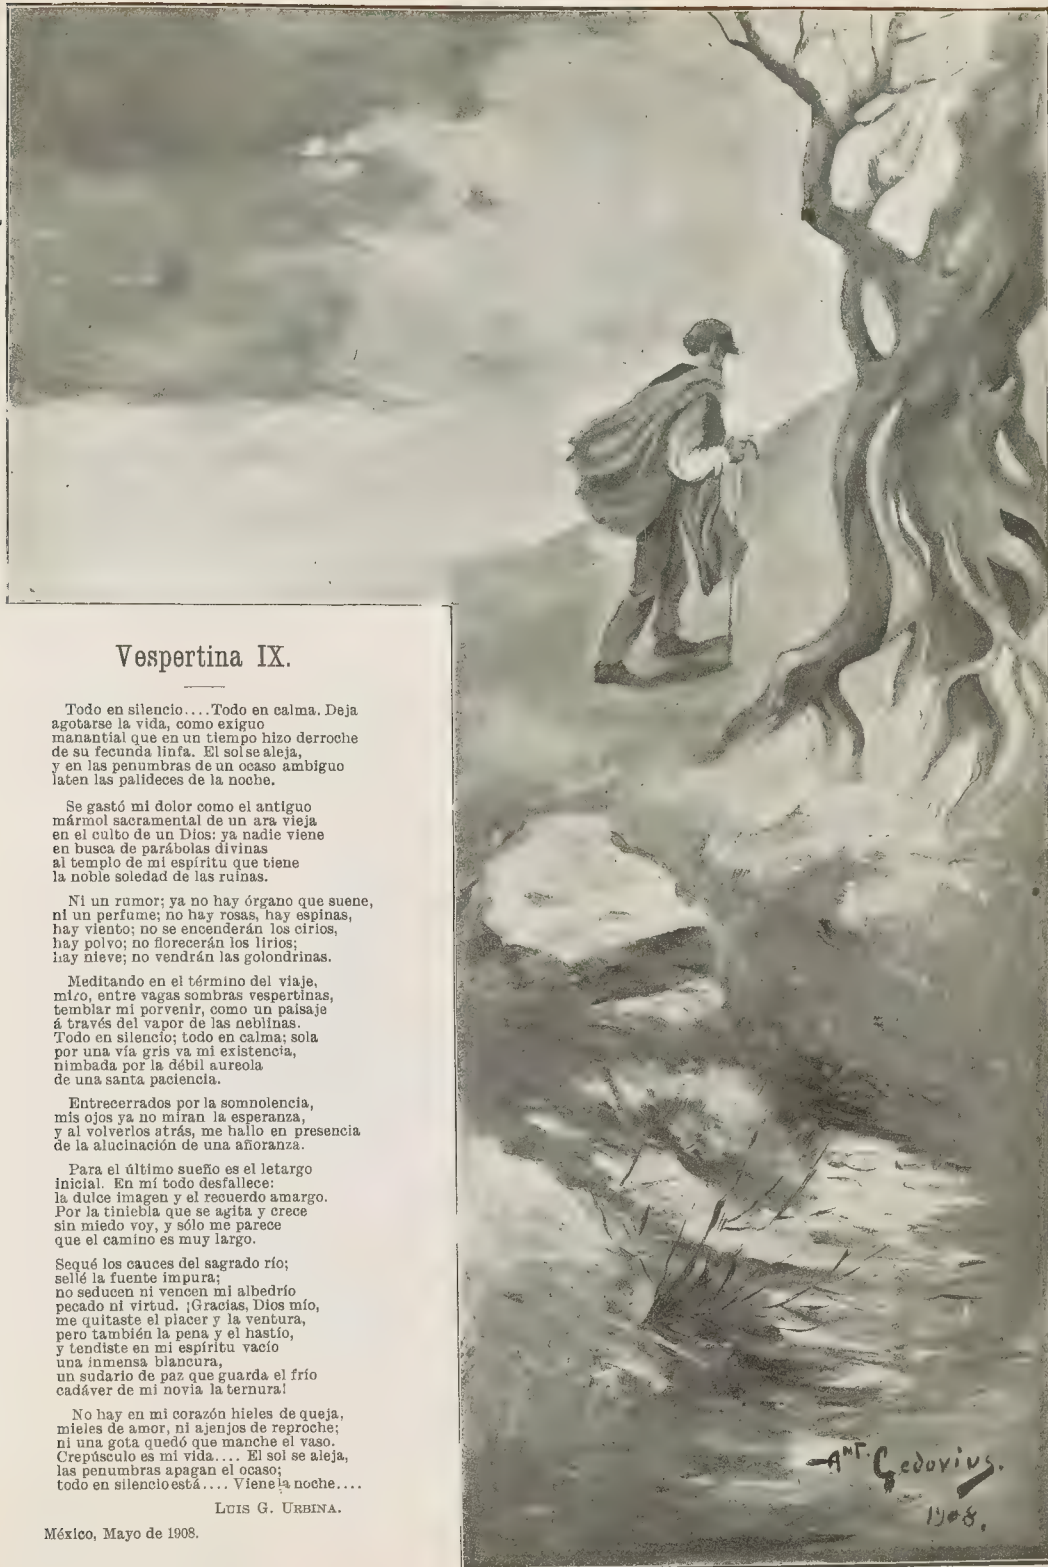 Vespertina IX.
Todo en silencio....Todo en calma. Deja
agotarse la vida, como exiguo
manantial que en un tiempo hizo derroche
de su fecunda linfa. El sol se aleja,
y en las penumbras de un ocaso ambiguo
laten las palideces de la noche.
Se gastó mi dolor como el antiguo
mármol sacramental de un ara vieja
en el culto de un Dios: ya nadie viene
en busca de parábolas divinas
al templo de mi espíritu que tiene
la noble soledad de las ruinas.
Ni un rumor; ya no hay órgano que suene,
ni un perfume; no hay rosas, hay espinas,
hay viento; no se encenderán los cirios,
hay polvo; no florecerán los lirios;
hay nieve; no vendrán las golondrinas.
Meditando en el término del viaje,
miro, entre vagas sombras vespertinas,
temblar mi porvenir, como un paisaje
á través del vapor de las neblinas.
Todo en silencio; todo en calma; sola
por una vía gris va mi existencia,
nimbada por la débil aureola
de una santa paciencia.
Entrecerrados por la somnolencia,
mis ojos ya no miran la esperanza,
y al volverlos atrás, me hallo en presencia
de la alucinación de una añoranza.
Para el último sueño es el letargo
inicial. En mí todo desfallece:
la dulce imagen y el recuerdo amargo.
Por la tiniebla que se agita y crece
sin miedo voy, y sólo me parece
que el camino es muy largo.
Sequé los cauces del sagrado río;
sellé la fuente impura;
no seducen ni vencen mi albedrío
pecado ni virtud. ¡Gracias, Dios mío,
me quitaste el placer y la ventura,
pero también la pena y el hastío,
y tendiste en mi espíritu vacío
una inmensa blancura,
un sudario de paz que guarda el frío
cadáver de mi novia la ternura!
No hay en mi corazón hieles de queja,
mieles de amor, ni ajenjos de reproche;
ni una gota quedó que manche el vaso.
Crepúsculo es mi vida.... El sol se aleja,
las penumbras apagan el ocaso;
todo en silencio está.... Viene la noche....
LUIS G. URBINA.
México, Mayo de 1908.
Ant. Gedovius.
1908.